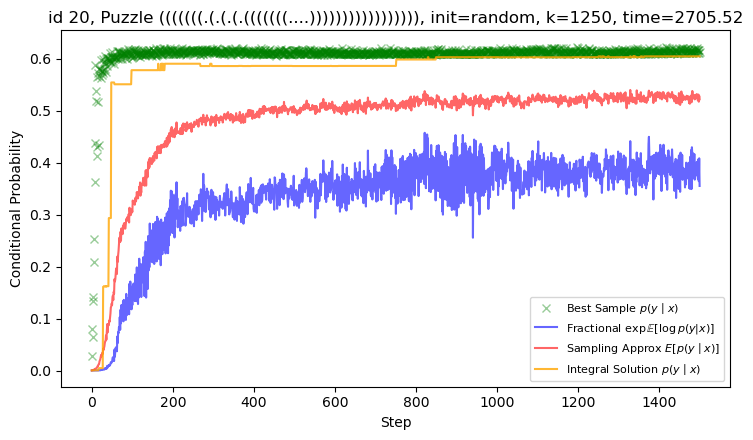 id 20, Puzzle (((((((.(.(.(.(((((((....))))))))))))))))), init=random, k=1250, time=2705.52
Conditional Probability
0.6
0.5
0.4
0.3
0.2
0.1
0.0
Best Sample p(y | x)
Fractional exp𝔼[log p(y|x)]
Sampling Approx E[p(y | x)]
Integral Solution p(y | x)
0 200 400 600 800 1000 1200 1400
Step